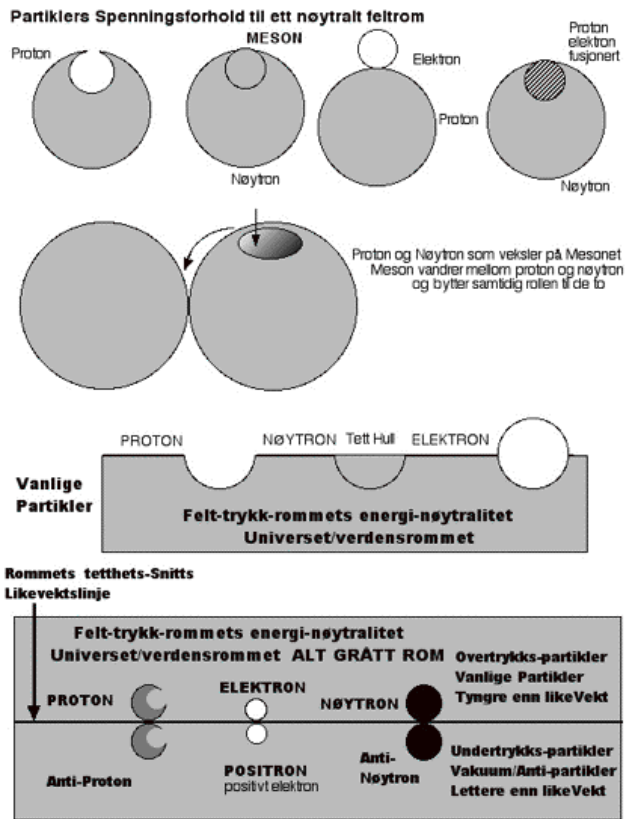 Partiklers Spenningsforhold til ett nøytralt feltrom
Proton
MESON
Nøytron
Elektron
Proton
Proton
elektron
fusjonert
Nøytron
Proton og Nøytron som veksler på Mesonet
Meson vandrer mellom proton og nøytron
og bytter samtidig rollen til de to
PROTON NØYTRON Tett Hull ELEKTRON
Vanlige
Partikler
Felt-trykk-rommets energi-nøytralitet
Universet/verdensrommet
Rommets tetthets-Snitts
Likevektslinje
Felt-trykk-rommets energi-nøytralitet
Universet/verdensrommet ALT GRÅTT ROM
Overtrykks-partikler
Vanlige Partikler
Tyngre enn likeVekt
PROTON
ELEKTRON
NØYTRON
Anti-Proton
POSITRON
positivt elektron
Anti-
Nøytron
Undertrykks-partikler
Vakuum/Anti-partikler
Lettere enn likeVekt